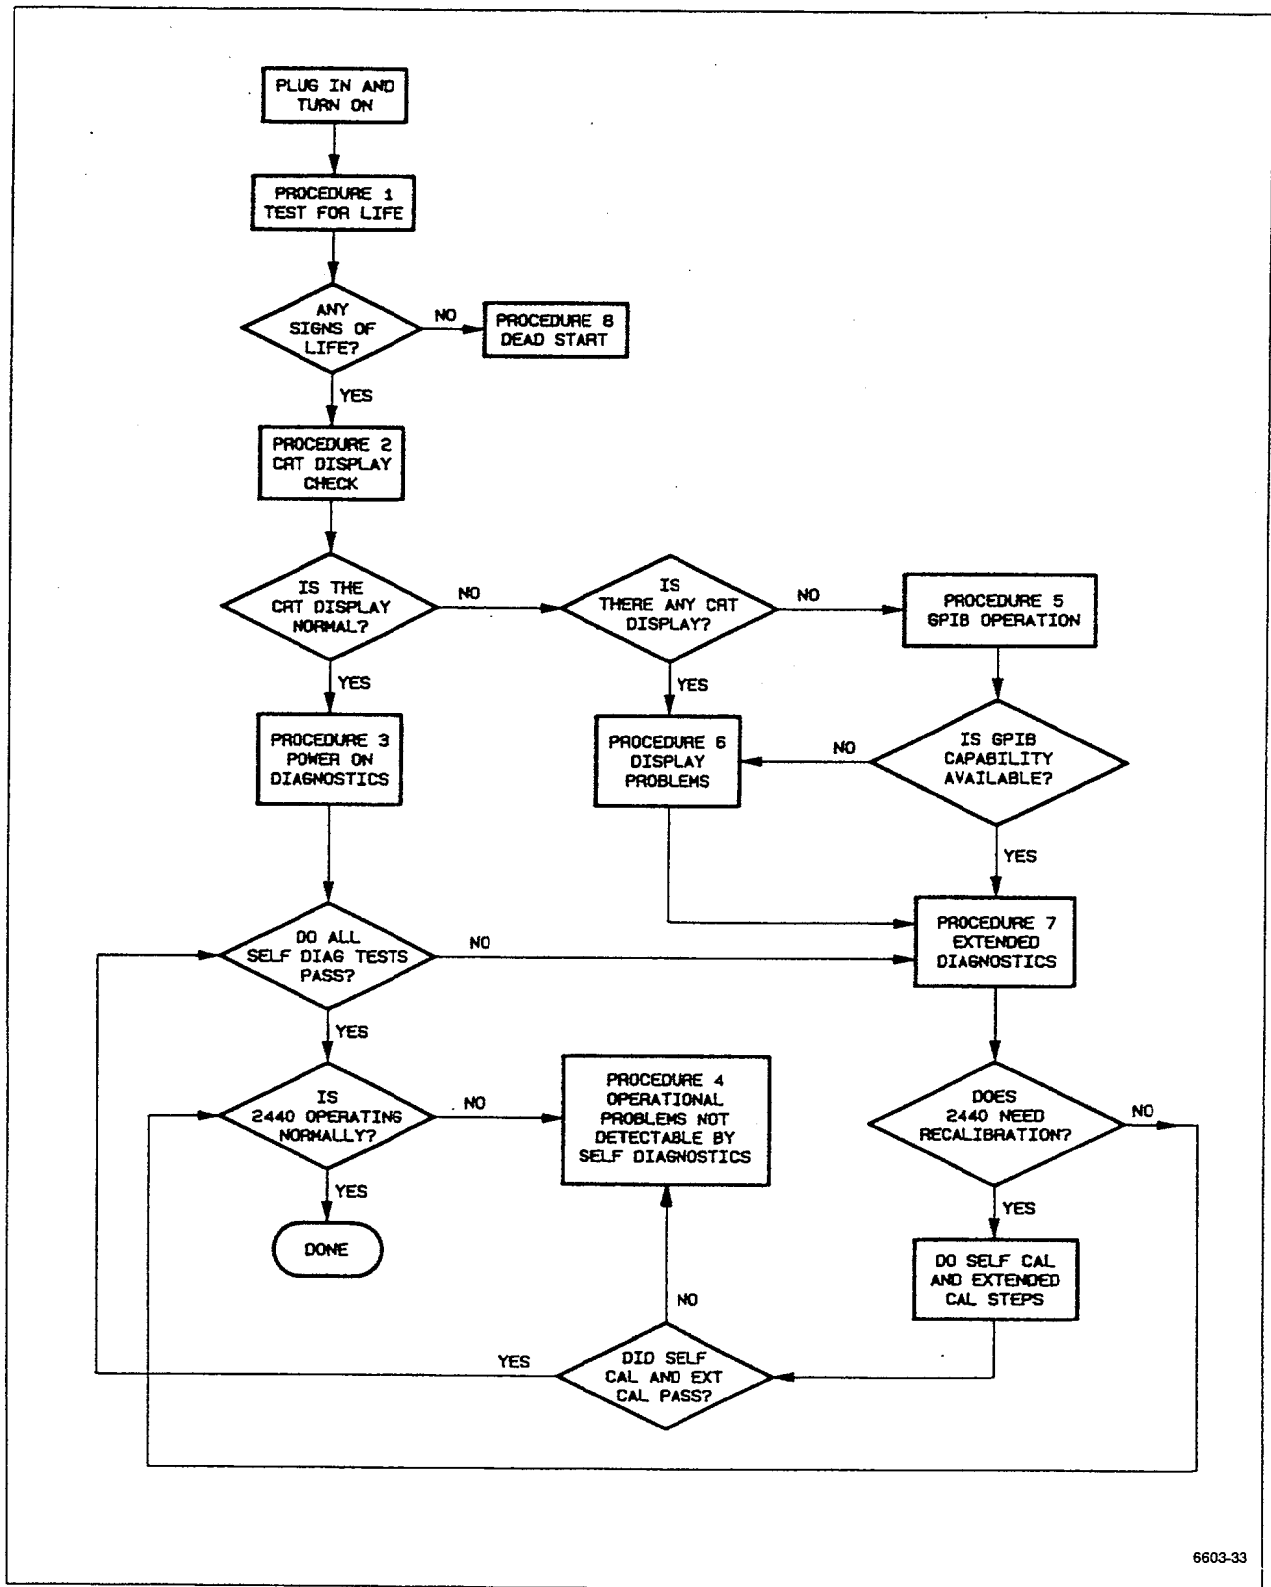 PLUG IN AND
TURN ON
PROCEDURE 1
TEST FOR LIFE
ANY
SIGNS OF
LIFE?
NO
PROCEDURE 8
DEAD START
YES
PROCEDURE 2
CRT DISPLAY
CHECK
IS THE
CRT DISPLAY
NORMAL?
NO
IS
THERE ANY CRT
DISPLAY?
NO
PROCEDURE 5
GPIB OPERATION
YES
YES
PROCEDURE 3
POWER ON
DIAGNOSTICS
PROCEDURE 6
DISPLAY
PROBLEMS
NO
IS GPIB
CAPABILITY
AVAILABLE?
YES
DO ALL
SELF DIAG TESTS
PASS?
NO
PROCEDURE 7
EXTENDED
DIAGNOSTICS
YES
IS
2440 OPERATING
NORMALLY?
NO
PROCEDURE 4
OPERATIONAL
PROBLEMS NOT
DETECTABLE BY
SELF DIAGNOSTICS
DOES
2440 NEED
RECALIBRATION?
NO
YES
YES
DONE
DO SELF CAL
AND EXTENDED
CAL STEPS
NO
YES
DID SELF
CAL AND EXT
CAL PASS?
6603-33